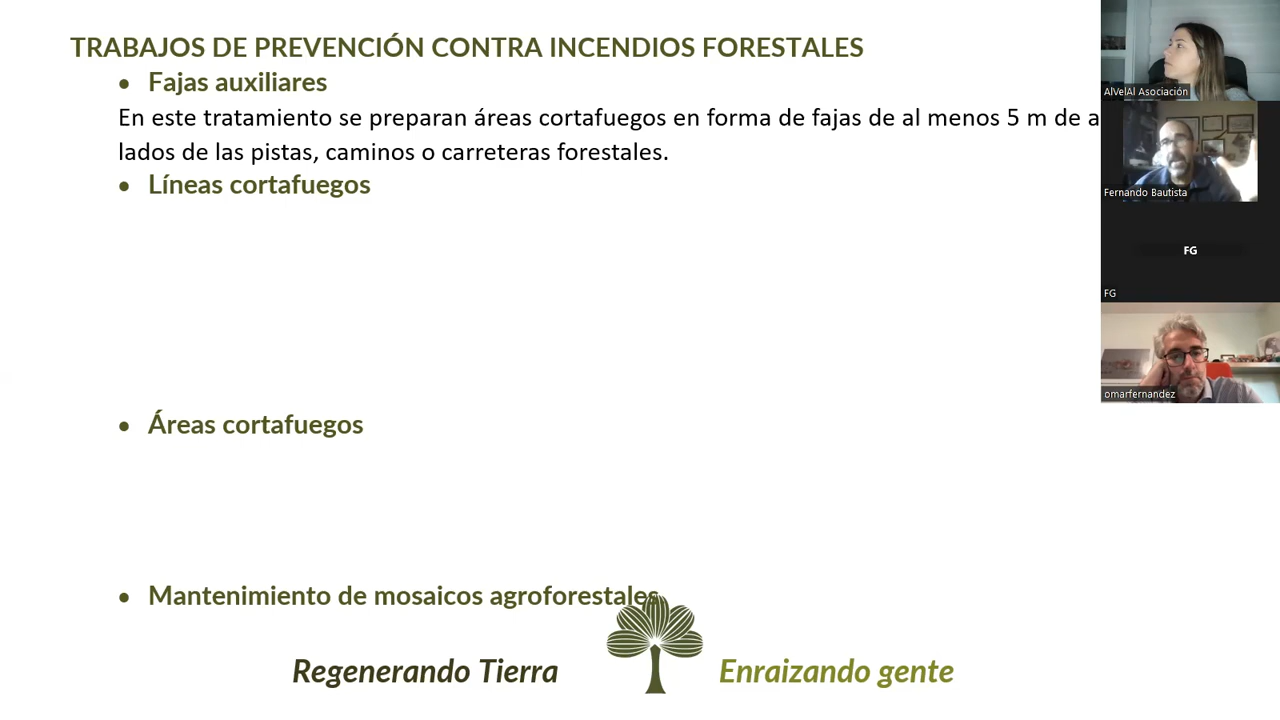 TRABAJOS DE PREVENCIÓN CONTRA INCENDIOS FORESTALES
• Fajas auxiliares
En este tratamiento se preparan áreas cortafuegos en forma de fajas de al menos 5 m de a
lados de las pistas, caminos o carreteras forestales.
• Líneas cortafuegos
• Áreas cortafuegos
• Mantenimiento de mosaicos agroforestales
Regenerando Tierra
Enraizando gente
AlVelAl Asociación
Fernando Bautista
FG
FG
omarfernandez